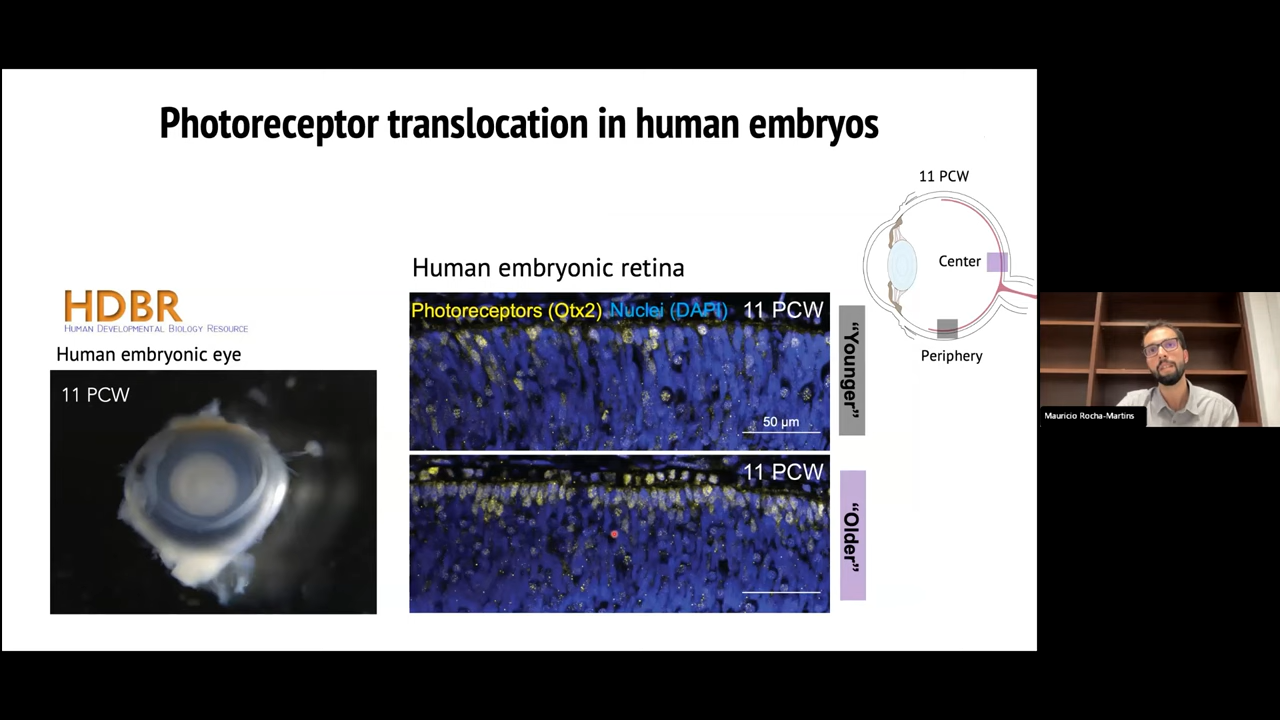 Photoreceptor translocation in human embryos
11 PCW
Center
Periphery
HDBR
HUMAN DEVELOPMENTAL BIOLOGY RESOURCE
Human embryonic eye
11 PCW
Human embryonic retina
Photoreceptors (Otx2) Nuclei (DAPI) 11 PCW
50 µm
"Younger"
11 PCW
"Older"
Mauricio Rocha-Martins